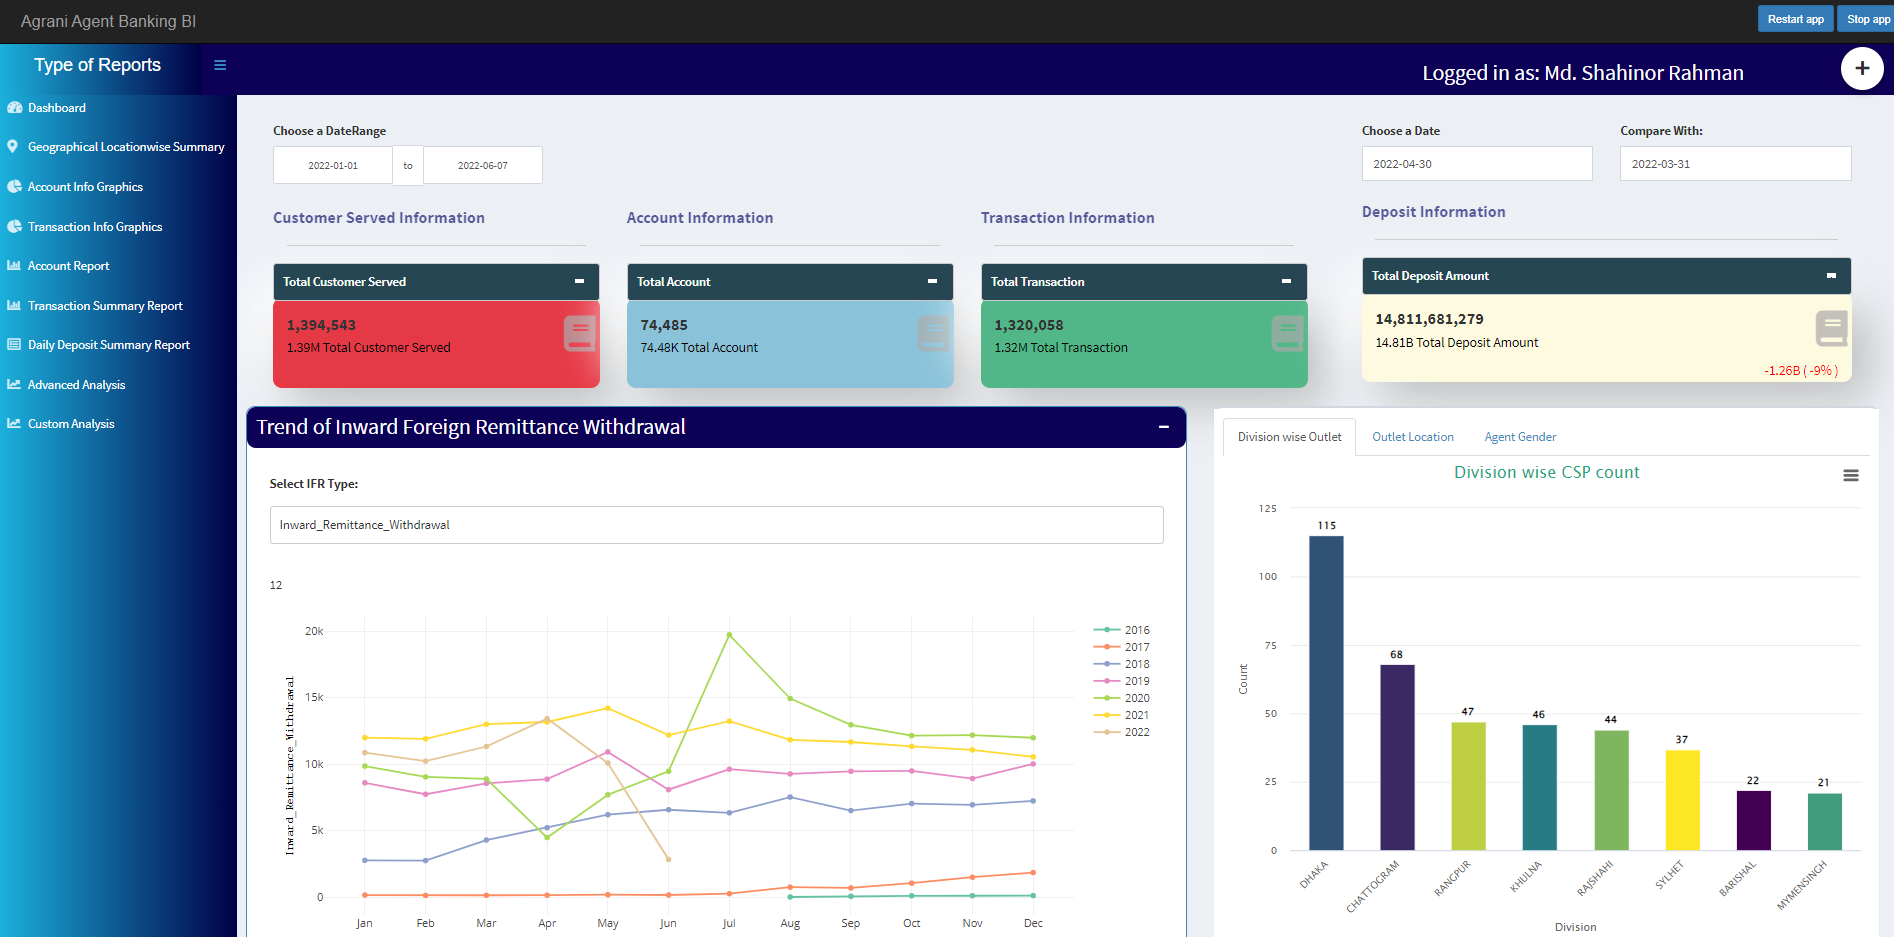 Agrani Agent Banking BI
Restart app
Stop app
Type of Reports
Logged in as: Md. Shahinor Rahman
+
Dashboard
Geographical Locationwise Summary
Account Info Graphics
Transaction Info Graphics
Account Report
Transaction Summary Report
Daily Deposit Summary Report
Advanced Analysis
Custom Analysis
Choose a DateRange
2022-01-01 to 2022-06-07
Choose a Date
2022-04-30
Compare With:
2022-03-31
Customer Served Information
Total Customer Served
1,394,543
1.39M Total Customer Served
Account Information
Total Account
74,485
74.48K Total Account
Transaction Information
Total Transaction
1,320,058
1.32M Total Transaction
Deposit Information
Total Deposit Amount
14,811,681,279
14.81B Total Deposit Amount
-1.26B ( -9% )
Trend of Inward Foreign Remittance Withdrawal
Select IFR Type:
Inward_Remittance_Withdrawal
12
Inward_Remittance_Withdrawal
20k
15k
10k
5k
0
Jan Feb Mar Apr May Jun Jul Aug Sep Oct Nov Dec
2016
2017
2018
2019
2020
2021
2022
Division wise Outlet
Outlet Location
Agent Gender
Division wise CSP count
Count
125
100
75
50
25
0
115
68
47
46
44
37
22
21
DHAKA
CHATTOGRAM
RANGPUR
KHULNA
RAJSHAHI
SYLHET
BARISHAL
MYMENSINGH
Division